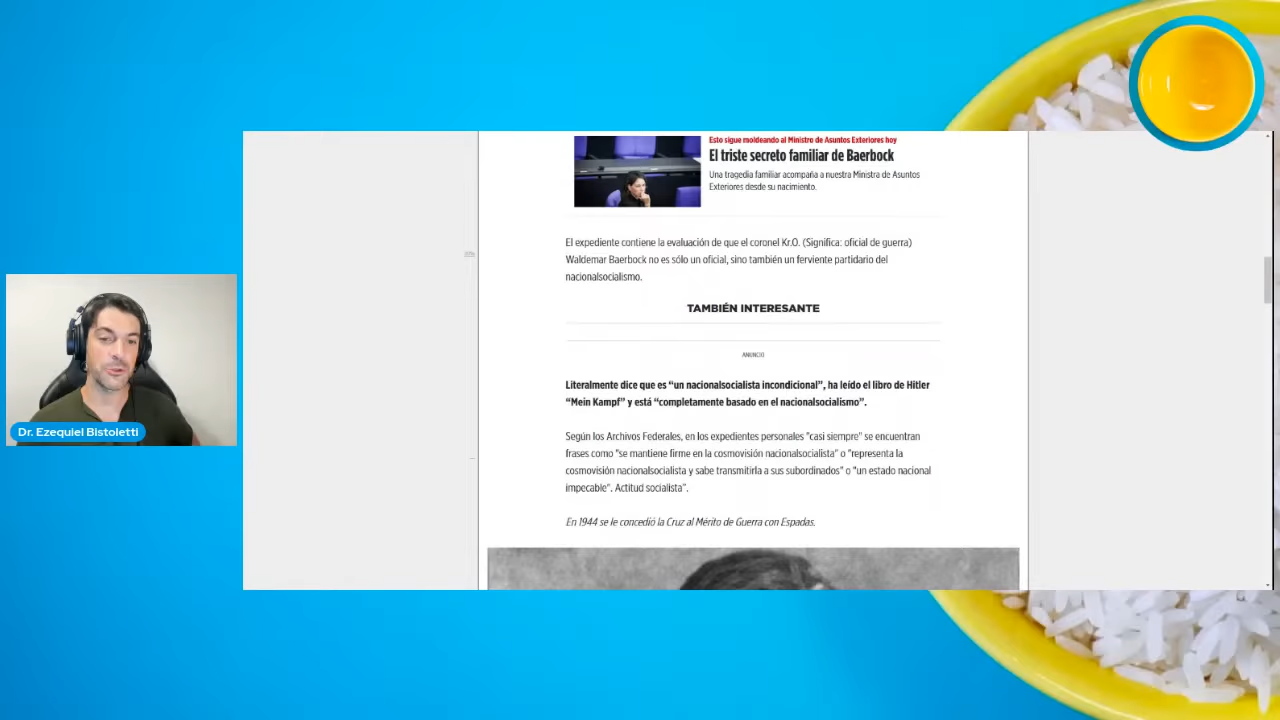 Esto sigue moldeando al Ministro de Asuntos Exteriores hoy
El triste secreto familiar de Baerbock
Una tragedia familiar acompaña a nuestra Ministra de Asuntos
Exteriores desde su nacimiento.
El expediente contiene la evaluación de que el coronel Kr.O. (Significa: oficial de guerra)
Waldemar Baerbock no es sólo un oficial, sino también un ferviente partidario del
nacionalsocialismo.
TAMBIÉN INTERESANTE
ANUNCIO
Literalmente dice que es “un nacionalsocialista incondicional”, ha leído el libro de Hitler
“Mein Kampf” y está “completamente basado en el nacionalsocialismo”.
Según los Archivos Federales, en los expedientes personales "casi siempre" se encuentran
frases como "se mantiene firme en la cosmovisión nacionalsocialista" o "representa la
cosmovisión nacionalsocialista y sabe transmitirla a sus subordinados" o "un estado nacional
impecable". Actitud socialista".
En 1944 se le concedió la Cruz al Mérito de Guerra con Espadas.
Dr. Ezequiel Bistoletti